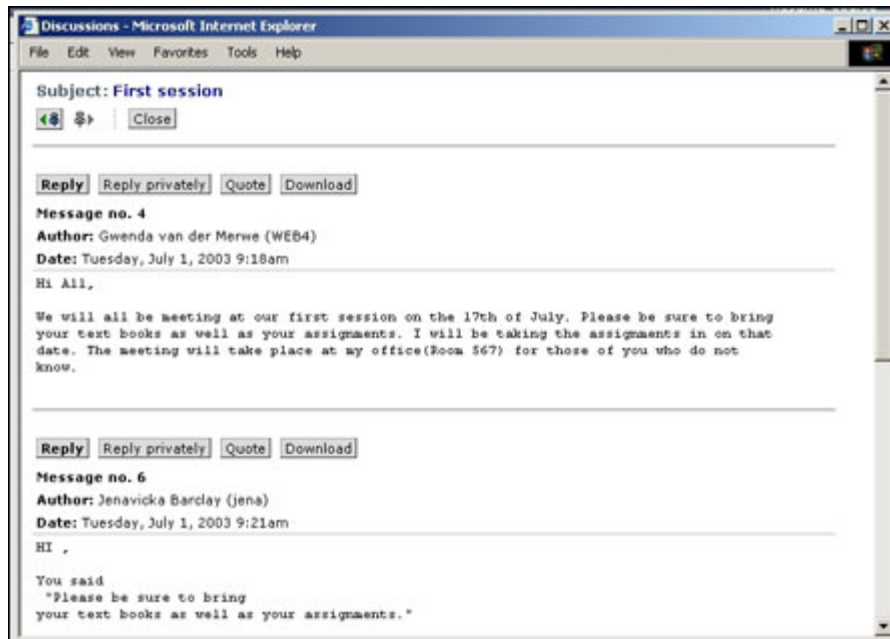 Discussions - Microsoft Internet Explorer
File Edit View Favorites Tools Help
Subject: First session
Close
Reply Reply privately Quote Download
Message no. 4
Author: Gwenda van der Merwe (WEB4)
Date: Tuesday, July 1, 2003 9:18am
Hi All,
We will all be meeting at our first session on the 17th of July. Please be sure to bring
your text books as well as your assignments. I will be taking the assignments in on that
date. The meeting will take place at my office(Room 567) for those of you who do not
know.
Reply Reply privately Quote Download
Message no. 6
Author: Jenavicka Barclay (jena)
Date: Tuesday, July 1, 2003 9:21am
HI ,
You said
"Please be sure to bring
your text books as well as your assignments."